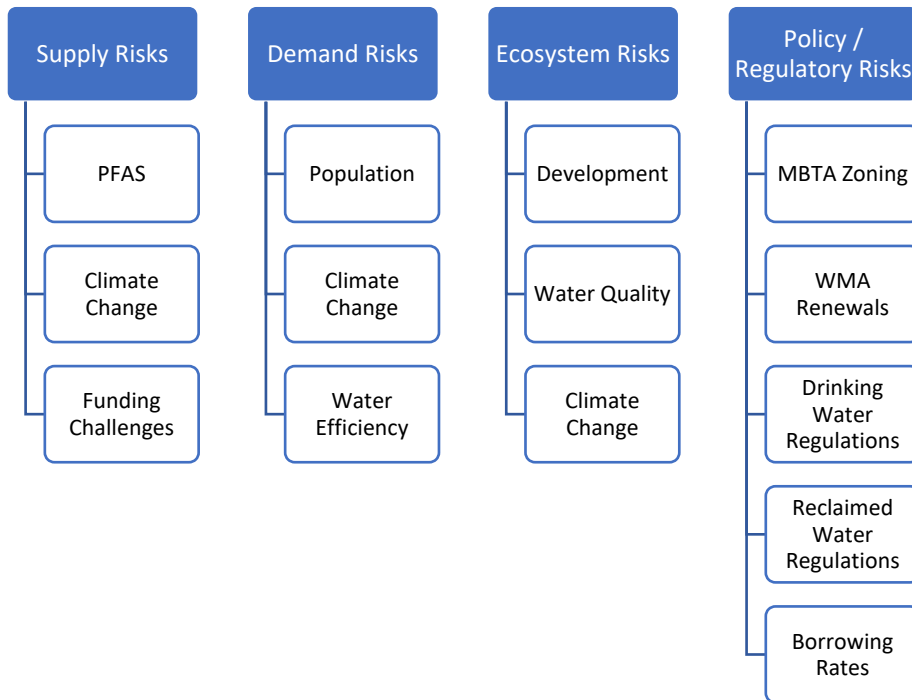 Supply Risks
PFAS
Climate
Change
Funding
Challenges
Demand Risks
Population
Climate
Change
Water
Efficiency
Ecosystem Risks
Development
Water Quality
Climate
Change
Policy /
Regulatory Risks
MBTA Zoning
WMA
Renewals
Drinking
Water
Regulations
Reclaimed
Water
Regulations
Borrowing
Rates